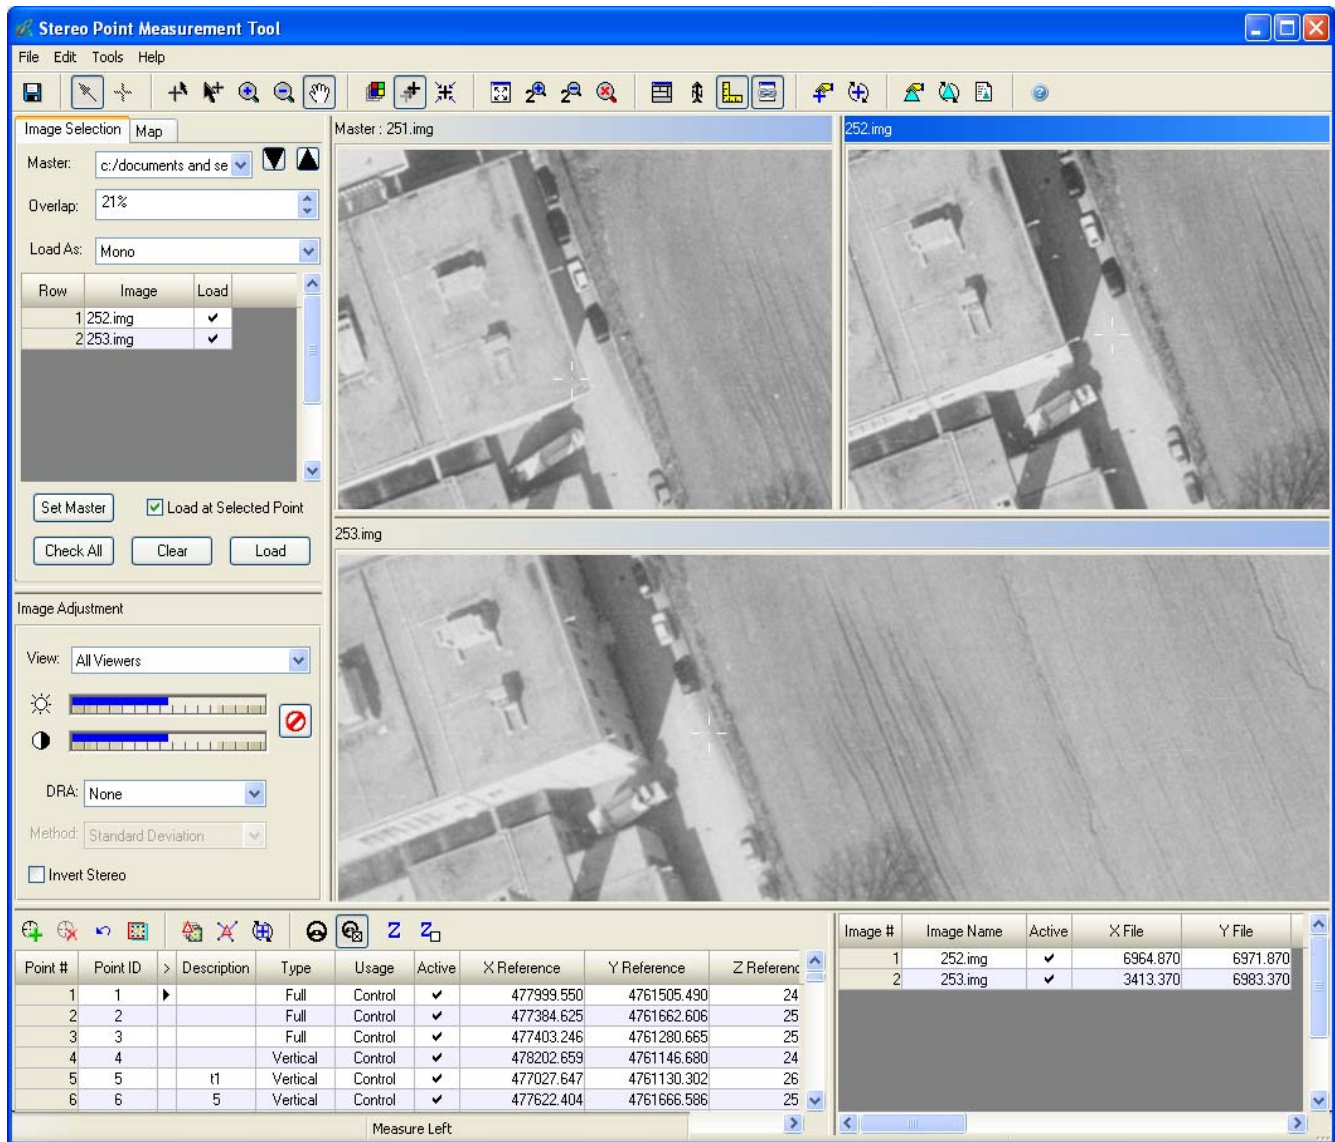 Stereo Point Measurement Tool
File Edit Tools Help
Image Selection Map
Master: c:/documents and se
Overlap: 21%
Load As: Mono
Row Image Load
1 252.img
2 253.img
Set Master Load at Selected Point
Check All Clear Load
Master : 251.img
252.img
253.img
Image Adjustment
View: All Viewers
DRA: None
Method: Standard Deviation
Invert Stereo
Z Z
Point # Point ID > Description Type Usage Active X Reference Y Reference Z Referenc
1 1 Full Control 477999.550 4761505.490 24
2 2 Full Control 477384.625 4761662.606 25
3 3 Full Control 477403.246 4761280.665 25
4 4 Vertical Control 478202.659 4761146.680 24
5 5 t1 Vertical Control 477027.647 4761130.302 26
6 6 5 Vertical Control 477622.404 4761666.586 25
Image # Image Name Active X File Y File
1 252.img 6964.870 6971.870
2 253.img 3413.370 6983.370
Measure Left